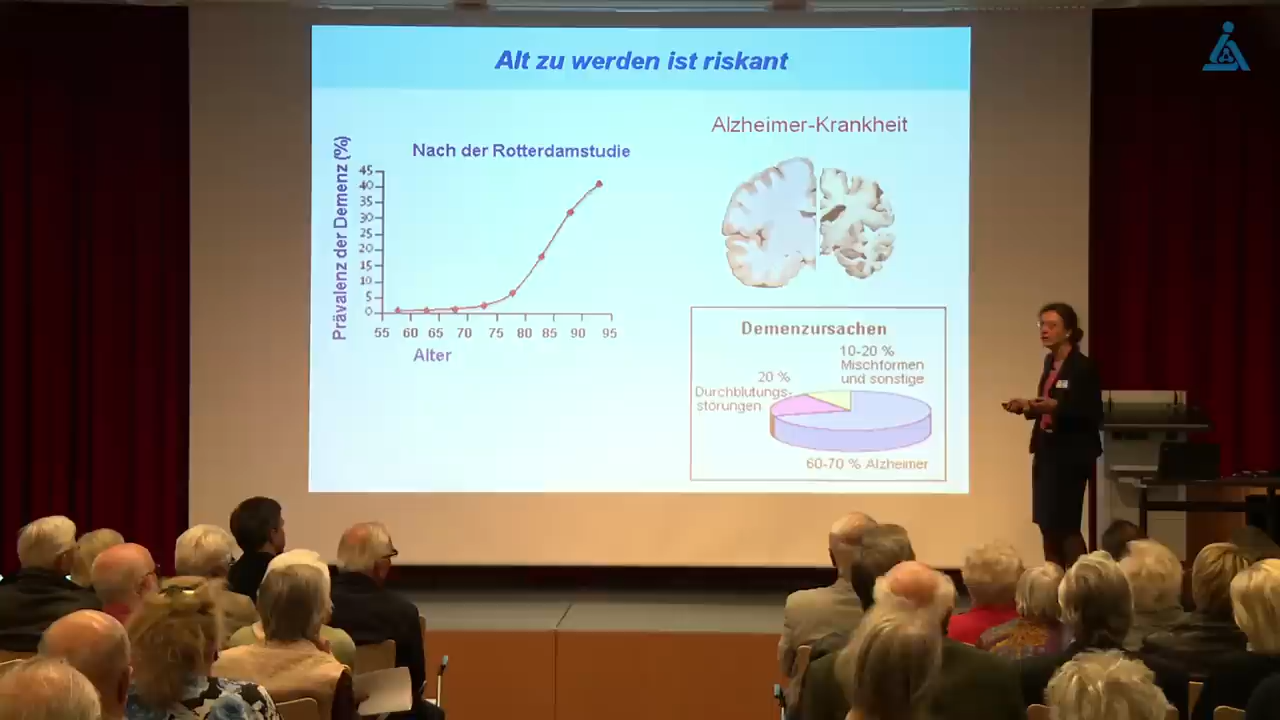 Alt zu werden ist riskant
Nach der Rotterdamstudie
Prävalenz der Demenz (%)
45
40
35
30
25
20
15
10
5
0
55 60 65 70 75 80 85 90 95
Alter
Alzheimer-Krankheit
Demenzursachen
10-20 %
Mischformen
und sonstige
20 %
Durchblutungs-
störungen
60-70 % Alzheimer